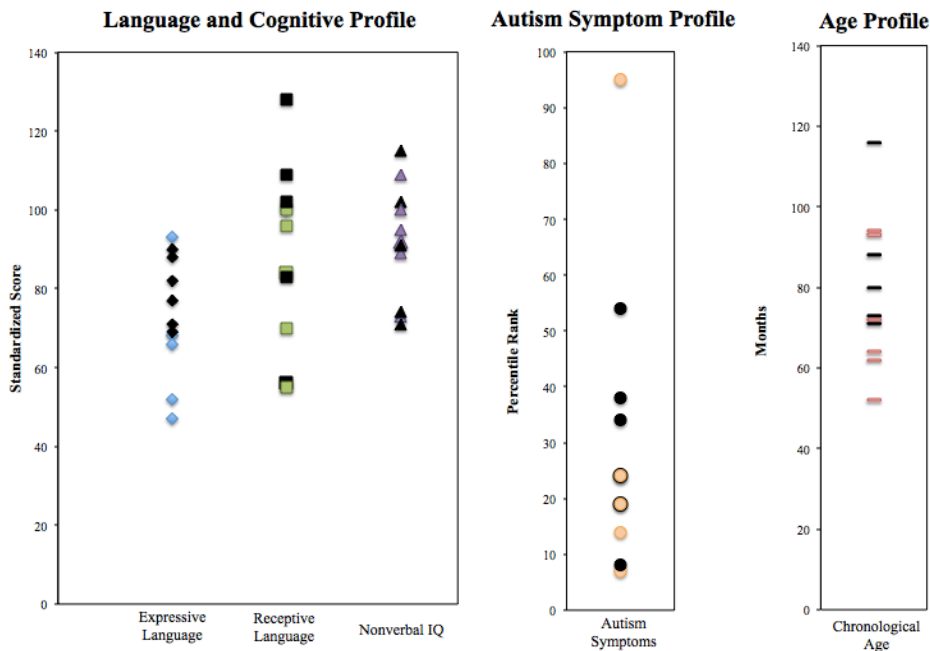 Language and Cognitive Profile
140
120
100
80
60
40
20
0
Standardized Score
Expressive
Language
Receptive
Language
Nonverbal IQ
Autism Symptom Profile
100
90
80
70
60
50
40
30
20
10
0
Percentile Rank
Autism
Symptoms
Age Profile
140
120
100
80
60
40
20
0
Months
Chronological
Age